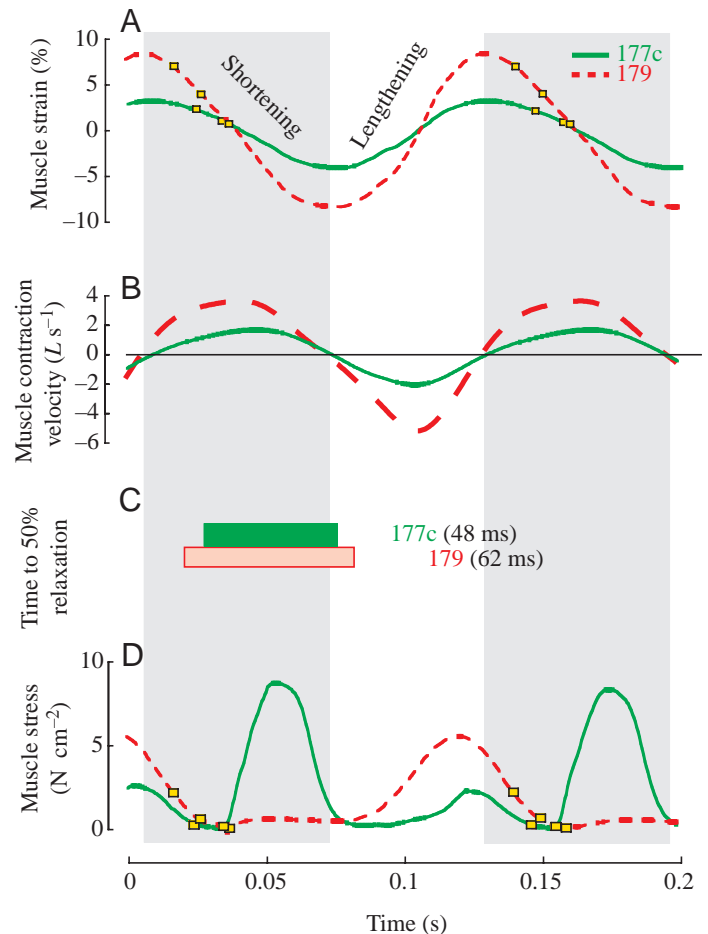 A
10
5
0
–5
–10
Muscle strain (%)
Shortening
Lengthening
177c
179
B
4
2
0
–2
–4
–6
Muscle contraction
velocity (L s–1)
C
Time to 50%
relaxation
177c (48 ms)
179 (62 ms)
D
10
5
0
Muscle stress
(N cm–2)
0 0.05 0.1 0.15 0.2
Time (s)